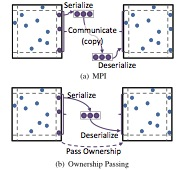 Serialize
Communicate
(copy)
Deserialize
(a) MPI
Serialize
Deserialize
Pass Ownership
(b) Ownership Passing